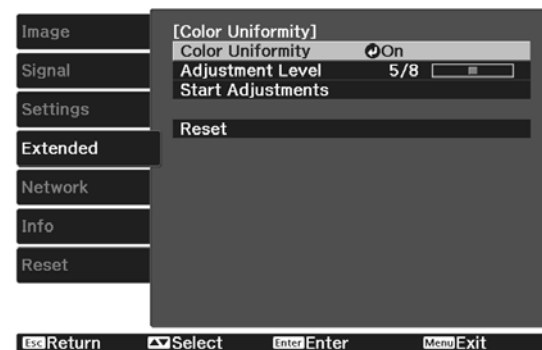 Image
Signal
Settings
Extended
Network
Info
Reset
[Color Uniformity]
Color Uniformity On
Adjustment Level 5/8
Start Adjustments
Reset
Esc Return Select Enter Enter Menu Exit